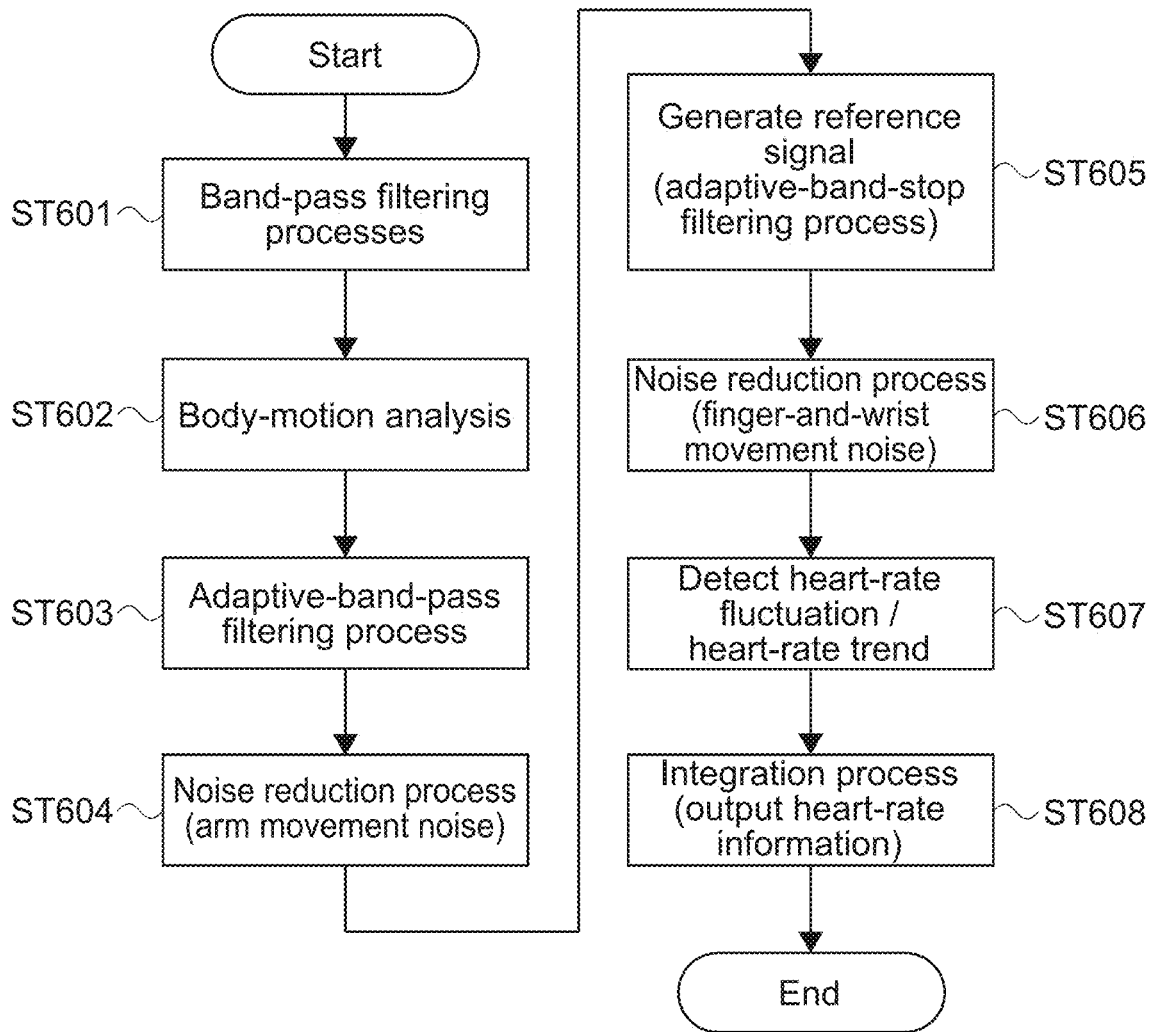 Start
ST601
Band-pass filtering
processes
ST602
Body-motion analysis
ST603
Adaptive-band-pass
filtering process
ST604
Noise reduction process
(arm movement noise)
Generate reference
signal
(adaptive-band-stop
filtering process)
ST605
Noise reduction process
(finger-and-wrist
movement noise)
ST606
Detect heart-rate
fluctuation /
heart-rate trend
ST607
Integration process
(output heart-rate
information)
ST608
End